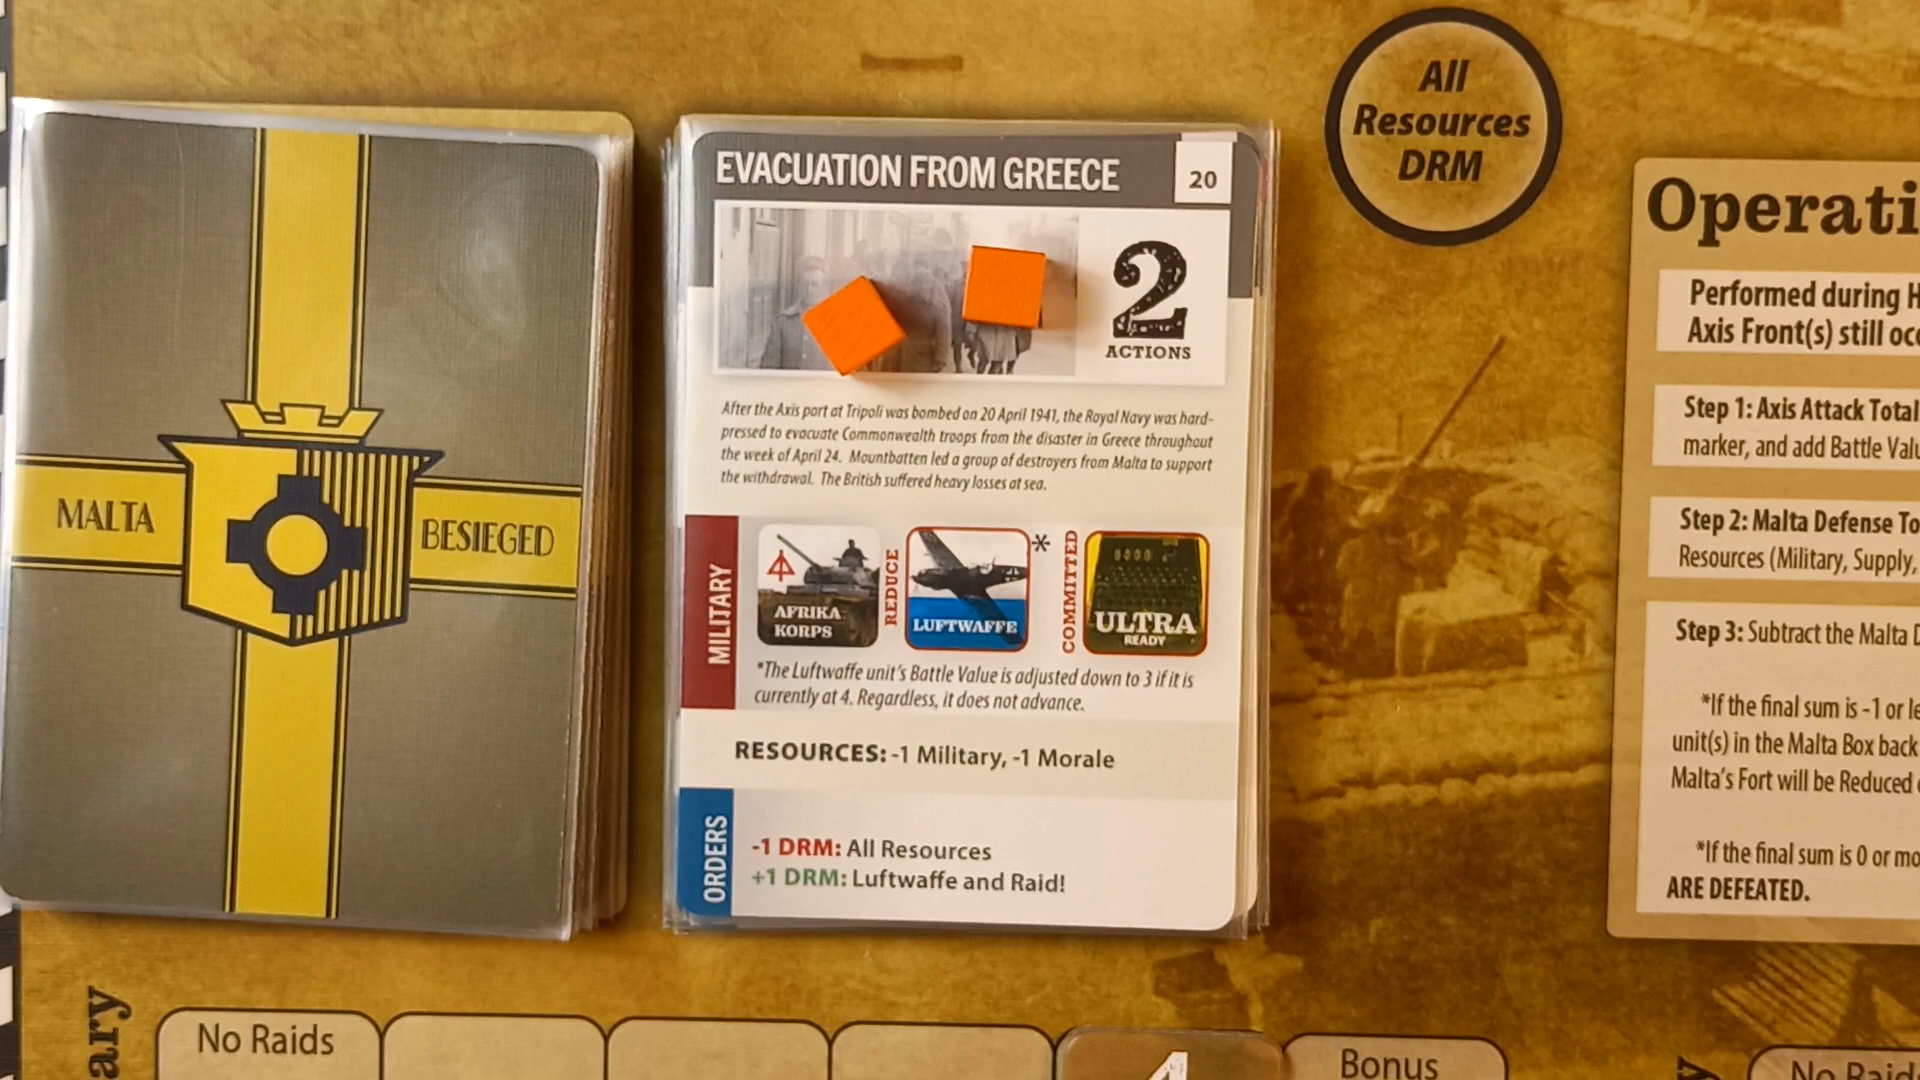 MALTA
BESIEGED
EVACUATION FROM GREECE
20
2
ACTIONS
After the Axis port at Tripoli was bombed on 20 April 1941, the Royal Navy was hard-
pressed to evacuate Commonwealth troops from the disaster in Greece throughout
the week of April 24. Mountbatten led a group of destroyers from Malta to support
the withdrawal. The British suffered heavy losses at sea.
MILITARY
4
AFRIKA
KORPS
REDUCE
LUFTWAFFE
*
COMMITTED
ULTRA
READY
*The Luftwaffe unit's Battle Value is adjusted down to 3 if it is
currently at 4. Regardless, it does not advance.
RESOURCES: -1 Military, -1 Morale
ORDERS
-1 DRM: All Resources
+1 DRM: Luftwaffe and Raid!
All
Resources
DRM
Operati
Performed during H
Axis Front(s) still occ
Step 1: Axis Attack Total
marker, and add Battle Valu
Step 2: Malta Defense To
Resources (Military, Supply,
Step 3: Subtract the Malta D
*If the final sum is -1 or le
unit(s) in the Malta Box back
Malta's Fort will be Reduced
*If the final sum is 0 or mo
ARE DEFEATED.
ary
No Raids
4
Bonus
y
No Raids